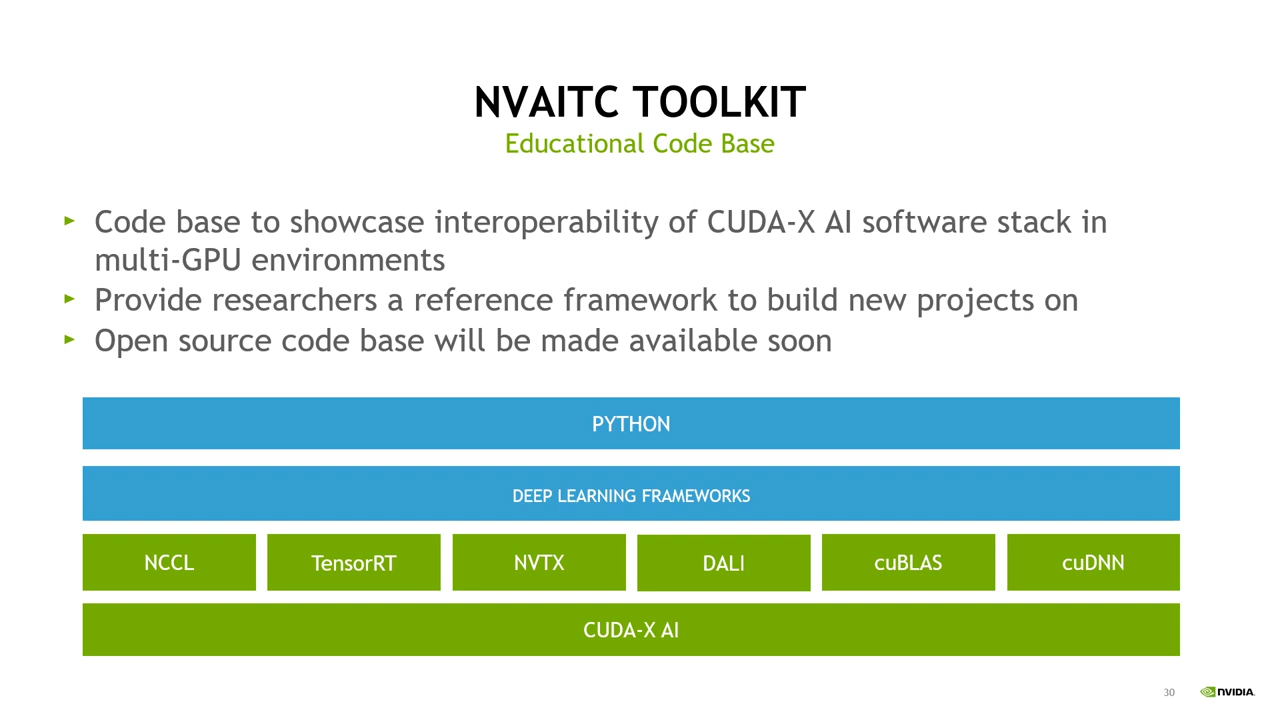 NVAITC TOOLKIT
Educational Code Base
► Code base to showcase interoperability of CUDA-X AI software stack in
multi-GPU environments
► Provide researchers a reference framework to build new projects on
► Open source code base will be made available soon
PYTHON
DEEP LEARNING FRAMEWORKS
NCCL TensorRT NVTX DALI cuBLAS cuDNN
CUDA-X AI
30 NVIDIA.